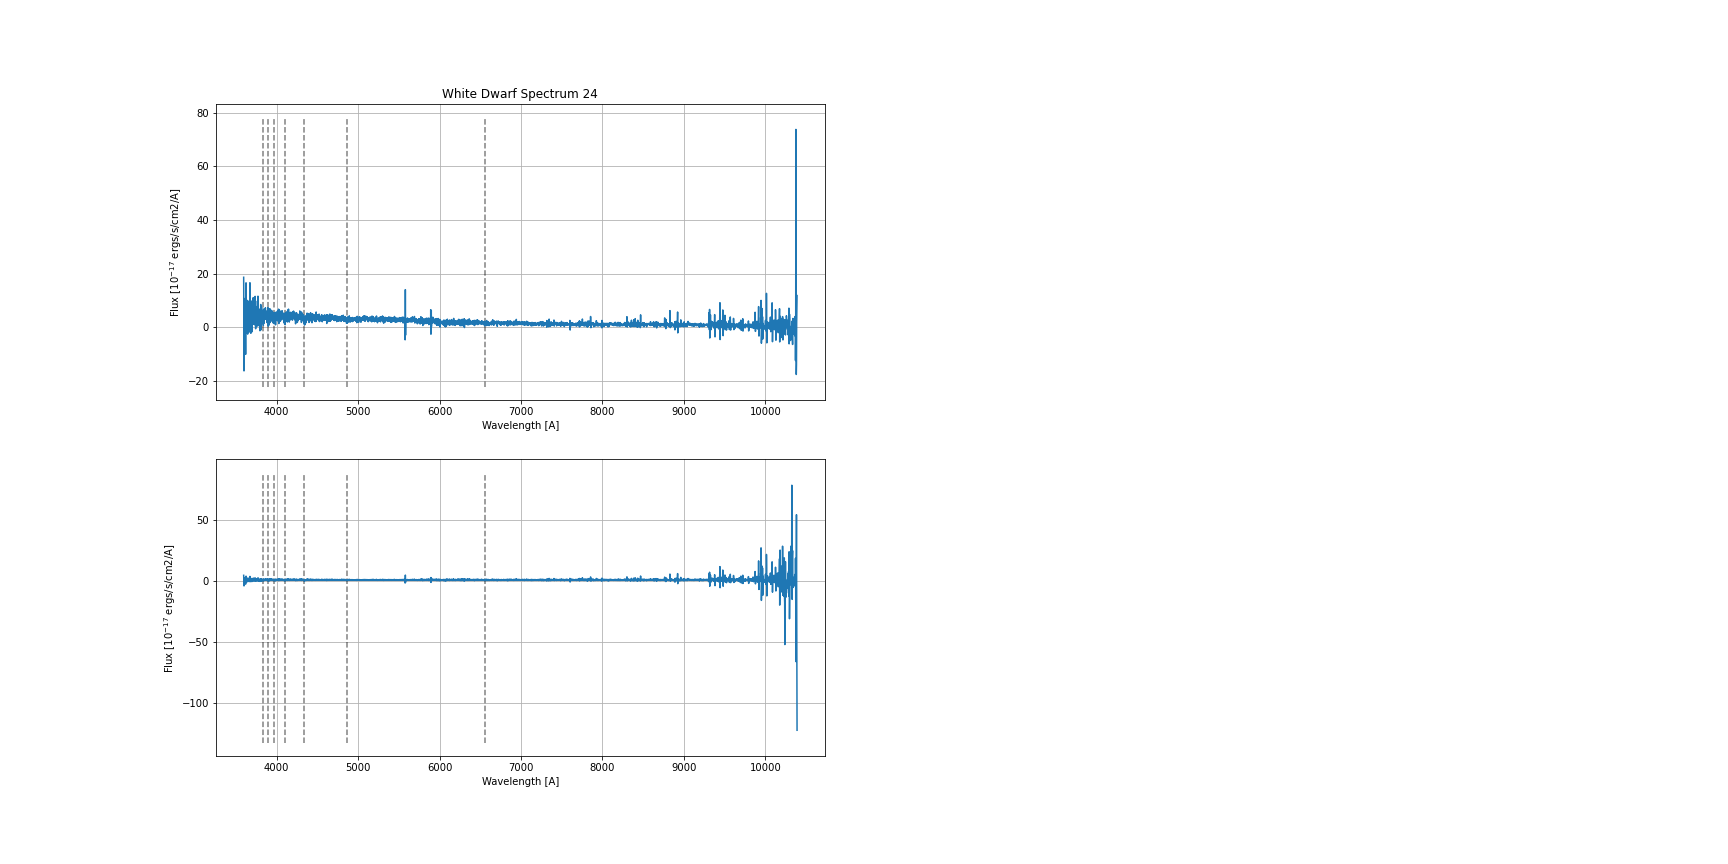 White Dwarf Spectrum 24
80
60
40
20
0
−20
Flux [10⁻¹⁷ ergs/s/cm2/A]
4000 5000 6000 7000 8000 9000 10000
Wavelength [A]
50
0
−50
−100
Flux [10⁻¹⁷ ergs/s/cm2/A]
4000 5000 6000 7000 8000 9000 10000
Wavelength [A]